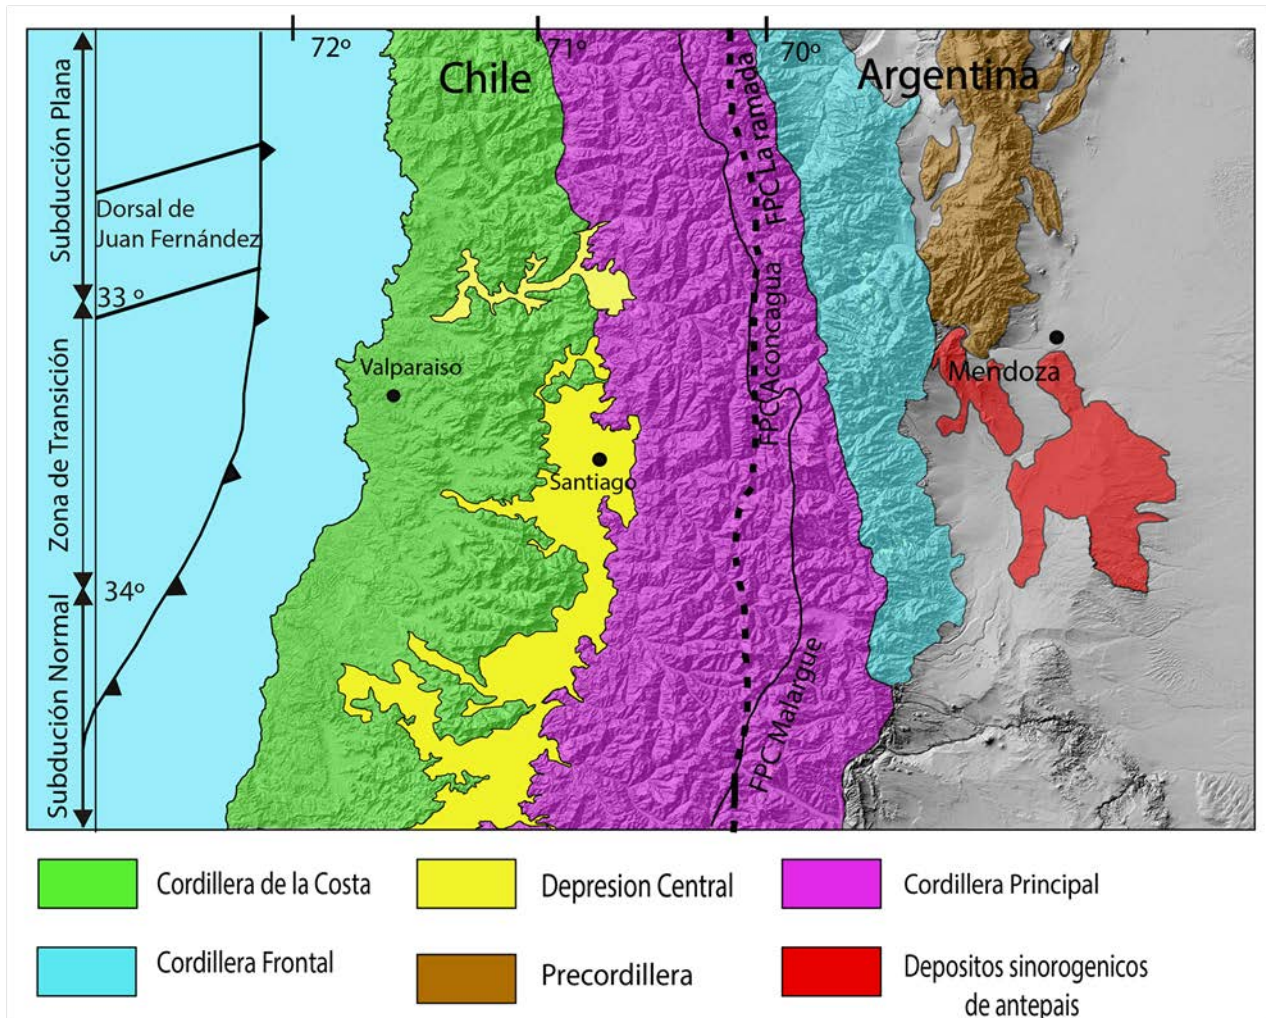 72º
71º
70º
Chile
Argentina
Subducción Plana
Dorsal de
Juan Fernández
33 º
Zona de Transición
34º
Subdución Normal
Valparaiso
Santiago
Mendoza
FPC La ramada
FPC Aconcagua
FPC Malargue
Cordillera de la Costa
Depresion Central
Cordillera Principal
Cordillera Frontal
Precordillera
Depositos sinorogenicos
de antepais